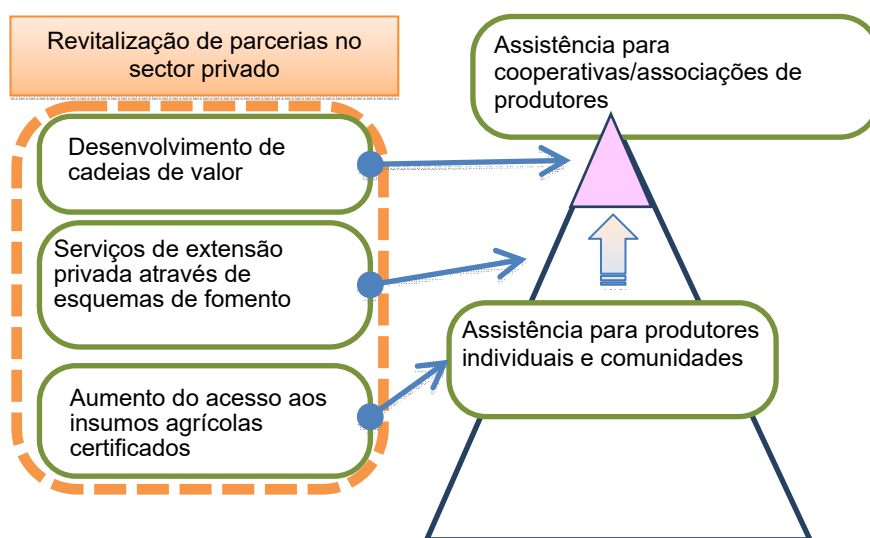 Revitalização de parcerias no
sector privado
Desenvolvimento de
cadeias de valor
Serviços de extensão
privada através de
esquemas de fomento
Aumento do acesso aos
insumos agrícolas
certificados
Assistência para
cooperativas/associações de
produtores
Assistência para produtores
individuais e comunidades